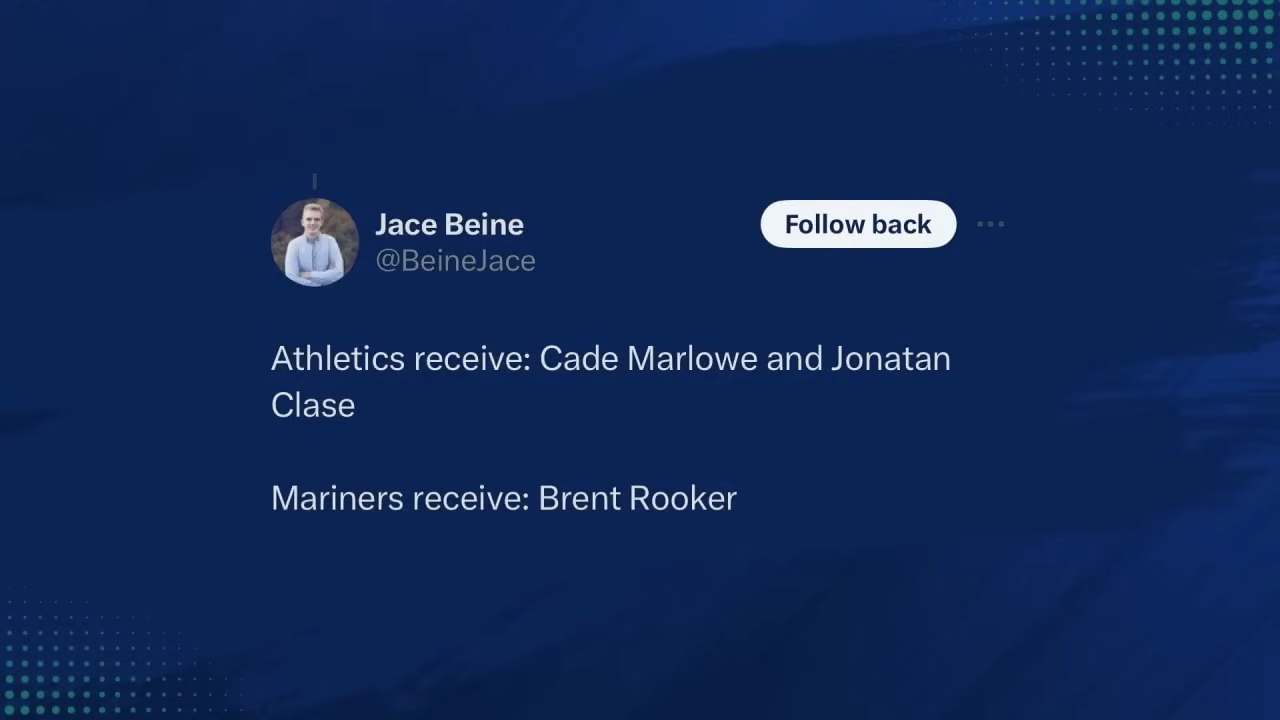 Jace Beine
@BeineJace
Follow back
Athletics receive: Cade Marlowe and Jonatan
Clase
Mariners receive: Brent Rooker